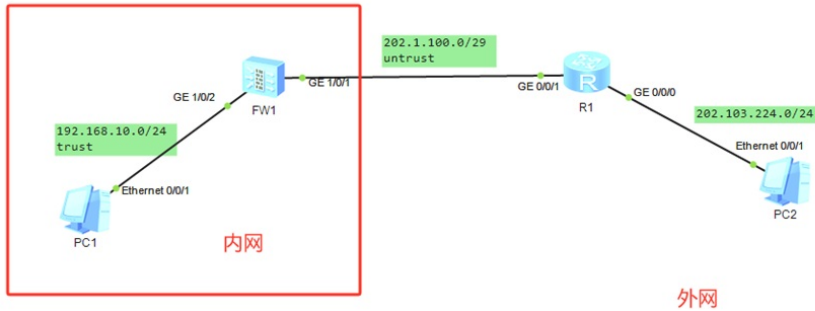 202.1.100.0/29
untrust
GE 1/0/2
GE 1/0/1
FW1
GE 0/0/1
R
R1
GE 0/0/0
202.103.224.0/24
192.168.10.0/24
trust
Ethernet 0/0/1
Ethernet 0/0/1
PC1
PC2
内网
外网